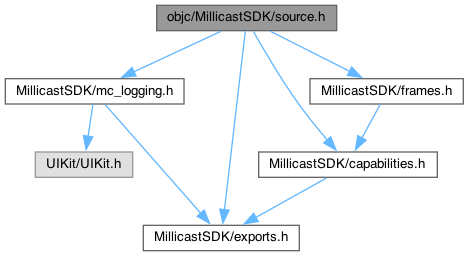 objc/MillicastSDK/source.h
MillicastSDK/mc_logging.h
MillicastSDK/frames.h
UIKit/UIKit.h
MillicastSDK/capabilities.h
MillicastSDK/exports.h